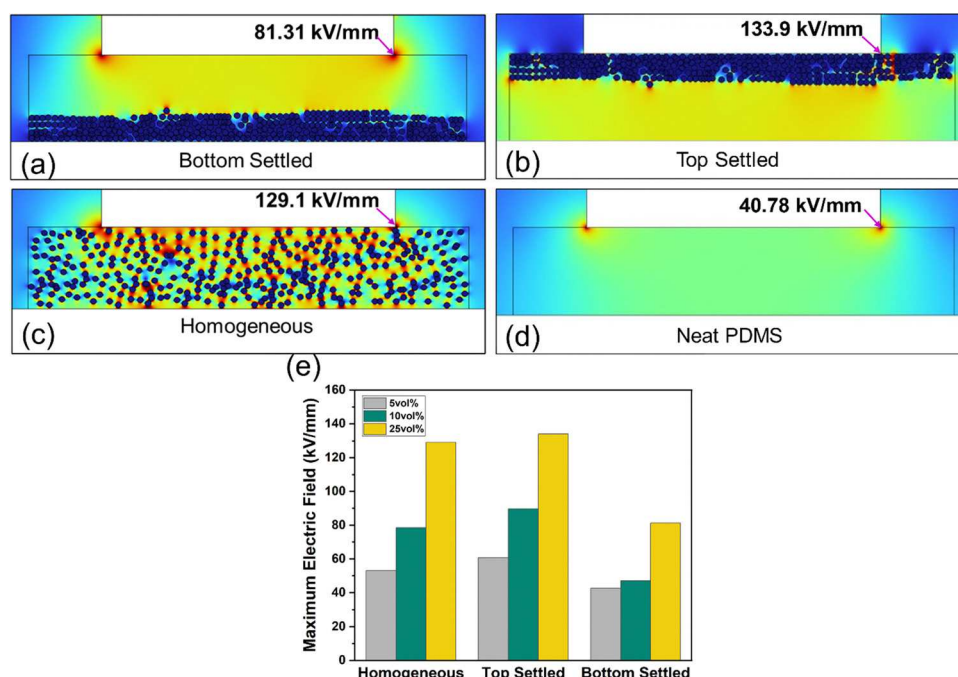 81.31 kV/mm
(a)
Bottom Settled
133.9 kV/mm
(b)
Top Settled
129.1 kV/mm
(c)
Homogeneous
40.78 kV/mm
(d)
Neat PDMS
(e)
Maximum Electric Field (kV/mm)
160
140
120
100
80
60
40
20
0
5vol%
10vol%
25vol%
Homogeneous Top Settled Bottom Settled